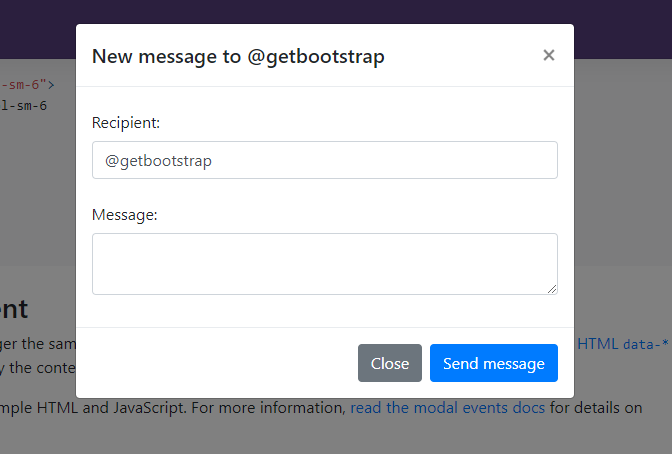 New message to @getbootstrap ×
-sm-6">
l-sm-6
Recipient:
@getbootstrap
Message:
ent
ger the sam HTML data-*
y the conte
Close Send message
mple HTML and JavaScript. For more information, read the modal events docs for details on